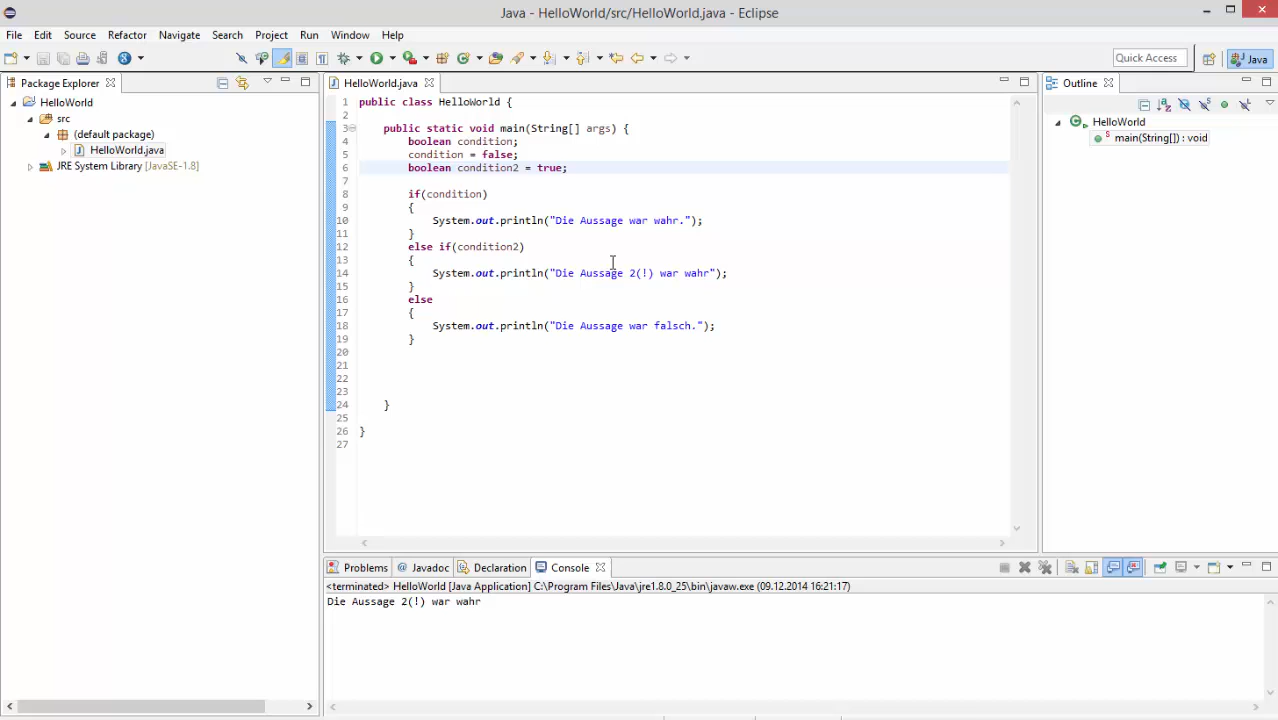 Java - HelloWorld/src/HelloWorld.java - Eclipse
File Edit Source Refactor Navigate Search Project Run Window Help
Quick Access
Java
Package Explorer
HelloWorld
src
(default package)
HelloWorld.java
JRE System Library [JavaSE-1.8]
HelloWorld.java
1 public class HelloWorld {
2
3 public static void main(String[] args) {
4 boolean condition;
5 condition = false;
6 boolean condition2 = true;
7
8 if(condition)
9 {
10 System.out.println("Die Aussage war wahr.");
11 }
12 else if(condition2)
13 {
14 System.out.println("Die Aussage 2(!) war wahr");
15 }
16 else
17 {
18 System.out.println("Die Aussage war falsch.");
19 }
20
21
22
23
24 }
25
26 }
27
Outline
HelloWorld
main(String[]) : void
Problems @ Javadoc Declaration Console
<terminated> HelloWorld [Java Application] C:\Program Files\Java\jre1.8.0_25\bin\javaw.exe (09.12.2014 16:21:17)
Die Aussage 2(!) war wahr